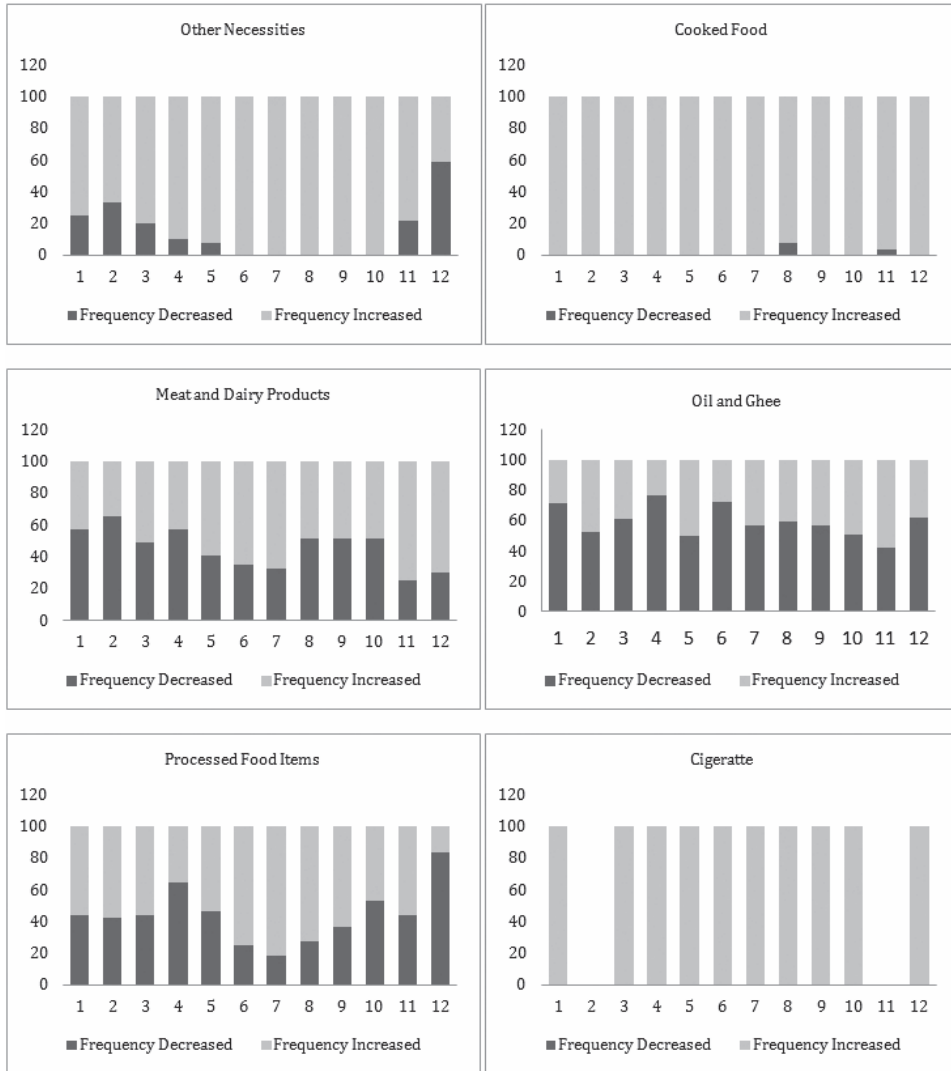 Other Necessities
120
100
80
60
40
20
0
1 2 3 4 5 6 7 8 9 10 11 12
Frequency Decreased Frequency Increased
Cooked Food
120
100
80
60
40
20
0
1 2 3 4 5 6 7 8 9 10 11 12
Frequency Decreased Frequency Increased
Meat and Dairy Products
120
100
80
60
40
20
0
1 2 3 4 5 6 7 8 9 10 11 12
Frequency Decreased Frequency Increased
Oil and Ghee
120
100
80
60
40
20
0
1 2 3 4 5 6 7 8 9 10 11 12
Frequency Decreased Frequency Increased
Processed Food Items
120
100
80
60
40
20
0
1 2 3 4 5 6 7 8 9 10 11 12
Frequency Decreased Frequency Increased
Cigeratte
120
100
80
60
40
20
0
1 2 3 4 5 6 7 8 9 10 11 12
Frequency Decreased Frequency Increased